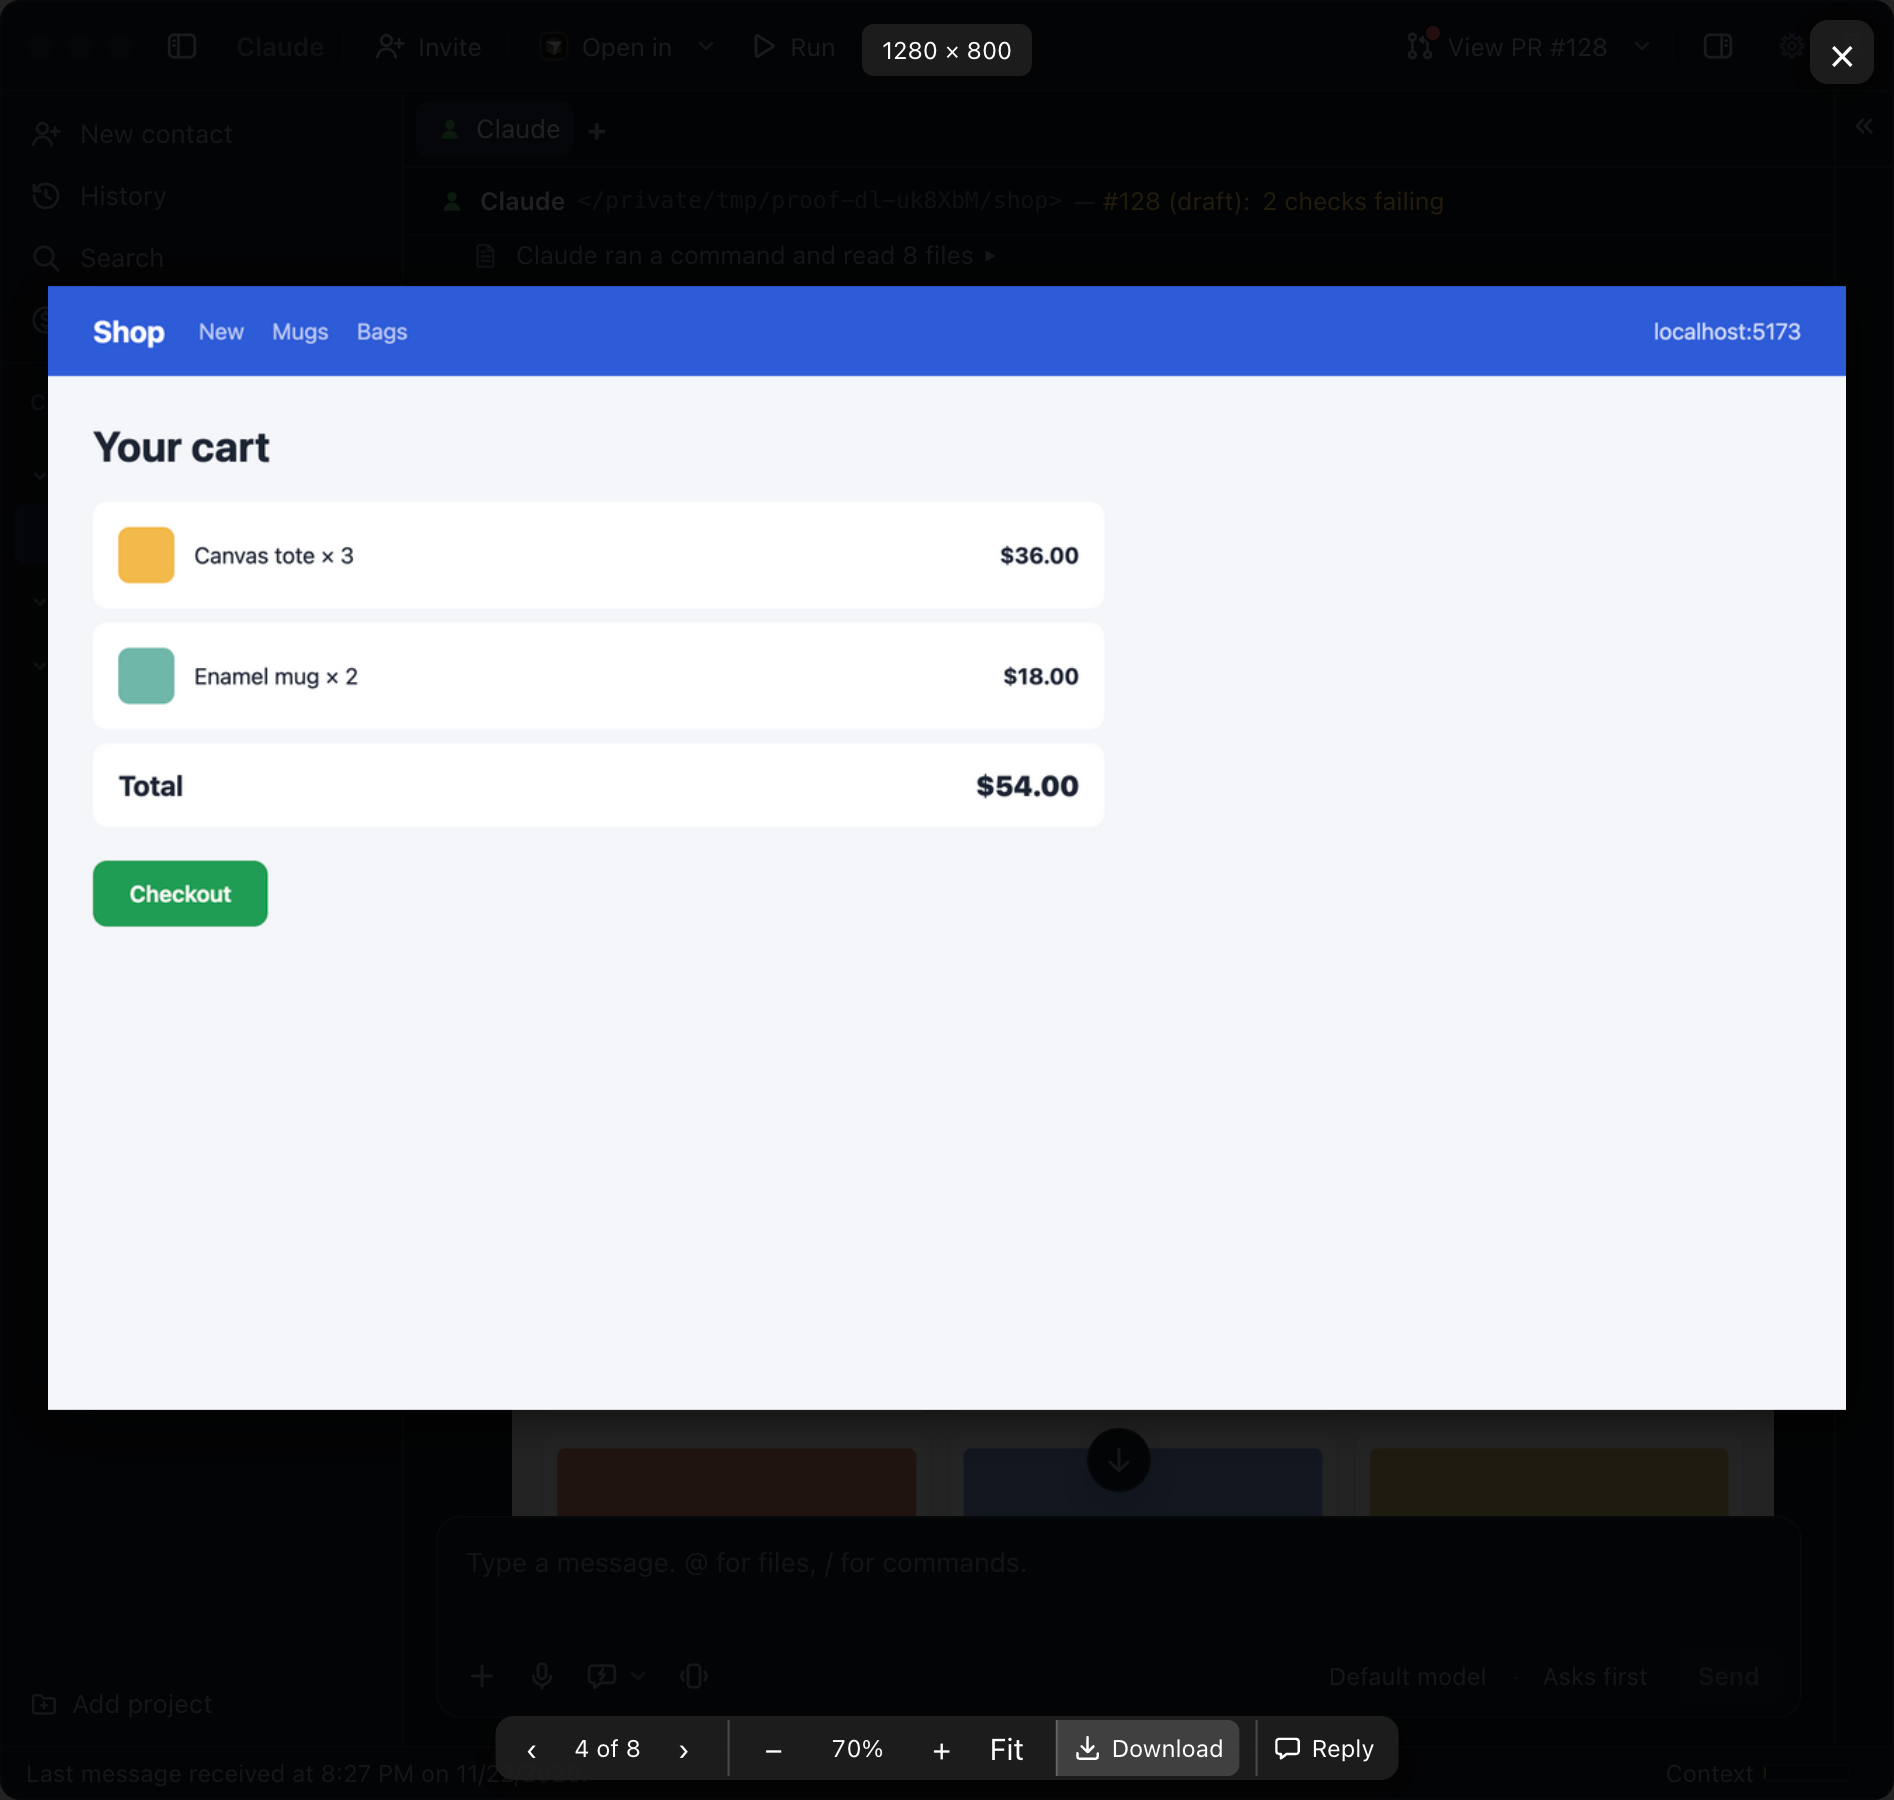 Claude Invite Open in Run 1280 × 800 View PR #128
New contact
Claude +
History
Claude </private/tmp/proof-dl-uk8XbM/shop> — #128 (draft): 2 checks failing
Search
Claude ran a command and read 8 files
Shop New Mugs Bags localhost:5173
Your cart
Canvas tote × 3 $36.00
Enamel mug × 2 $18.00
Total $54.00
Checkout
Type a message. @ for files, / for commands.
Default model · Asks first Send
Add project
‹ 4 of 8 › − 70% + Fit Download Reply
Last message received at 8:27 PM on Context